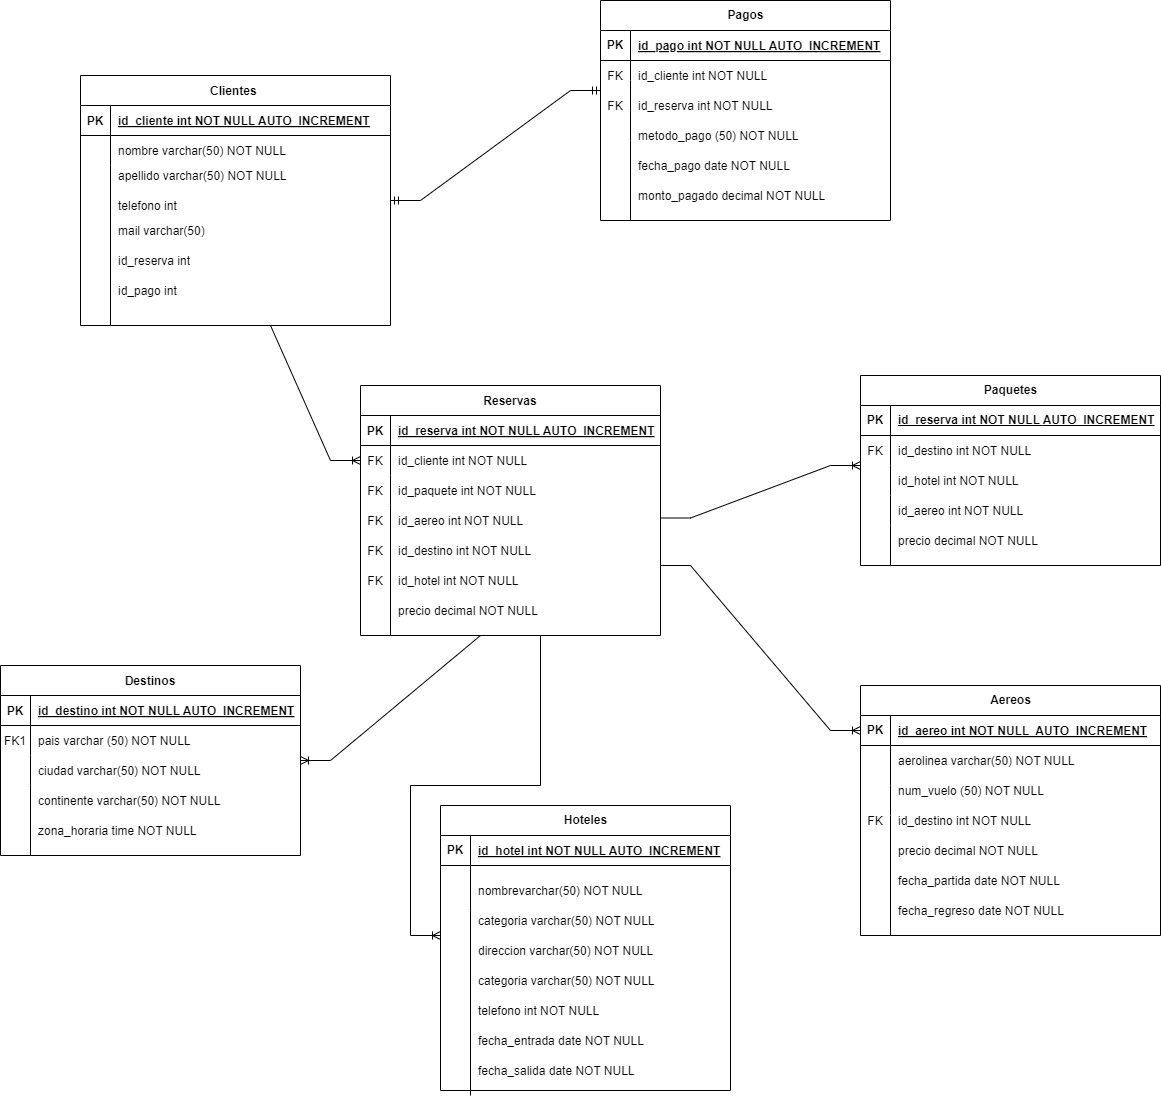 Pagos
PK id_pago int NOT NULL AUTO_INCREMENT
FK id_cliente int NOT NULL
FK id_reserva int NOT NULL
metodo_pago (50) NOT NULL
fecha_pago date NOT NULL
monto_pagado decimal NOT NULL
Clientes
PK id_cliente int NOT NULL AUTO_INCREMENT
nombre varchar(50) NOT NULL
apellido varchar(50) NOT NULL
telefono int
mail varchar(50)
id_reserva int
id_pago int
Reservas
PK id_reserva int NOT NULL AUTO_INCREMENT
FK id_cliente int NOT NULL
FK id_paquete int NOT NULL
FK id_aereo int NOT NULL
FK id_destino int NOT NULL
FK id_hotel int NOT NULL
precio decimal NOT NULL
Paquetes
PK id_reserva int NOT NULL AUTO_INCREMENT
FK id_destino int NOT NULL
id_hotel int NOT NULL
id_aereo int NOT NULL
precio decimal NOT NULL
Destinos
PK id_destino int NOT NULL AUTO_INCREMENT
FK1 pais varchar (50) NOT NULL
ciudad varchar(50) NOT NULL
continente varchar(50) NOT NULL
zona_horaria time NOT NULL
Aereos
PK id_aereo int NOT NULL AUTO_INCREMENT
aerolinea varchar(50) NOT NULL
num_vuelo (50) NOT NULL
FK id_destino int NOT NULL
precio decimal NOT NULL
fecha_partida date NOT NULL
fecha_regreso date NOT NULL
Hoteles
PK id_hotel int NOT NULL AUTO_INCREMENT
nombrevarchar(50) NOT NULL
categoria varchar(50) NOT NULL
direccion varchar(50) NOT NULL
categoria varchar(50) NOT NULL
telefono int NOT NULL
fecha_entrada date NOT NULL
fecha_salida date NOT NULL